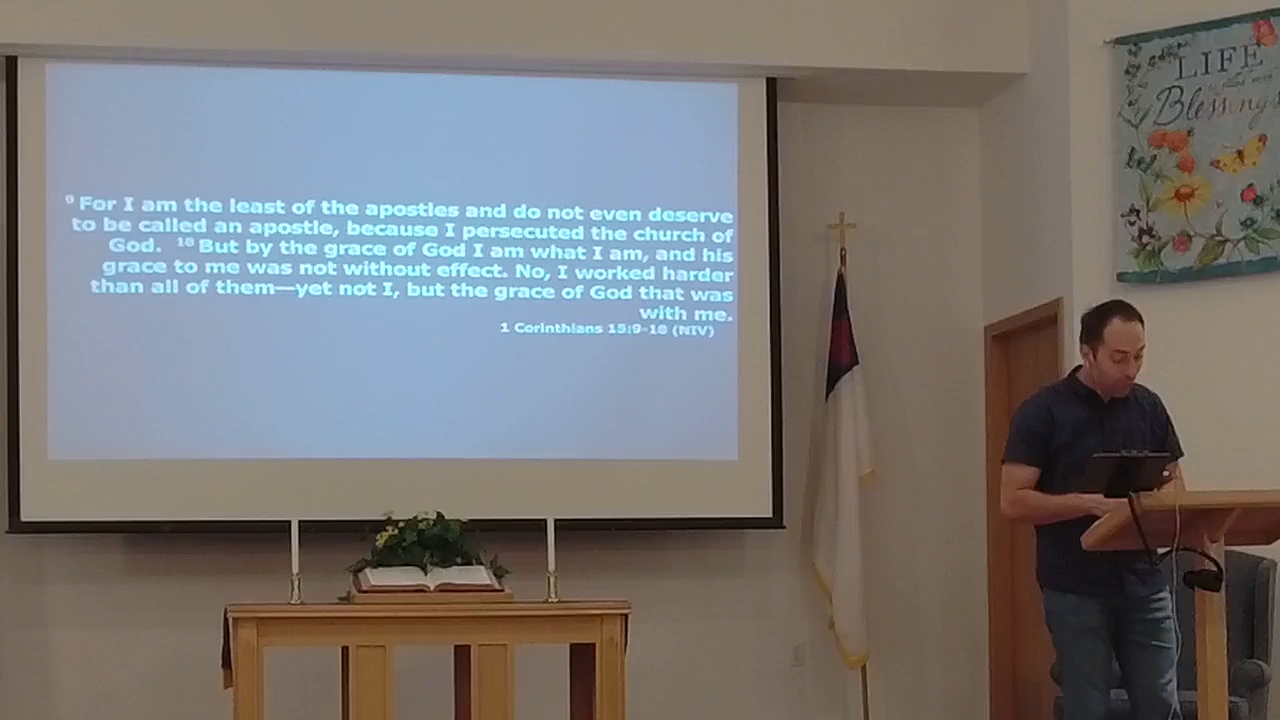 ⁹ For I am the least of the apostles and do not even deserve
to be called an apostle, because I persecuted the church of
God. ¹⁰ But by the grace of God I am what I am, and his
grace to me was not without effect. No, I worked harder
than all of them—yet not I, but the grace of God that was
with me.
1 Corinthians 15:9-10 (NIV)
LIFE
Blessings